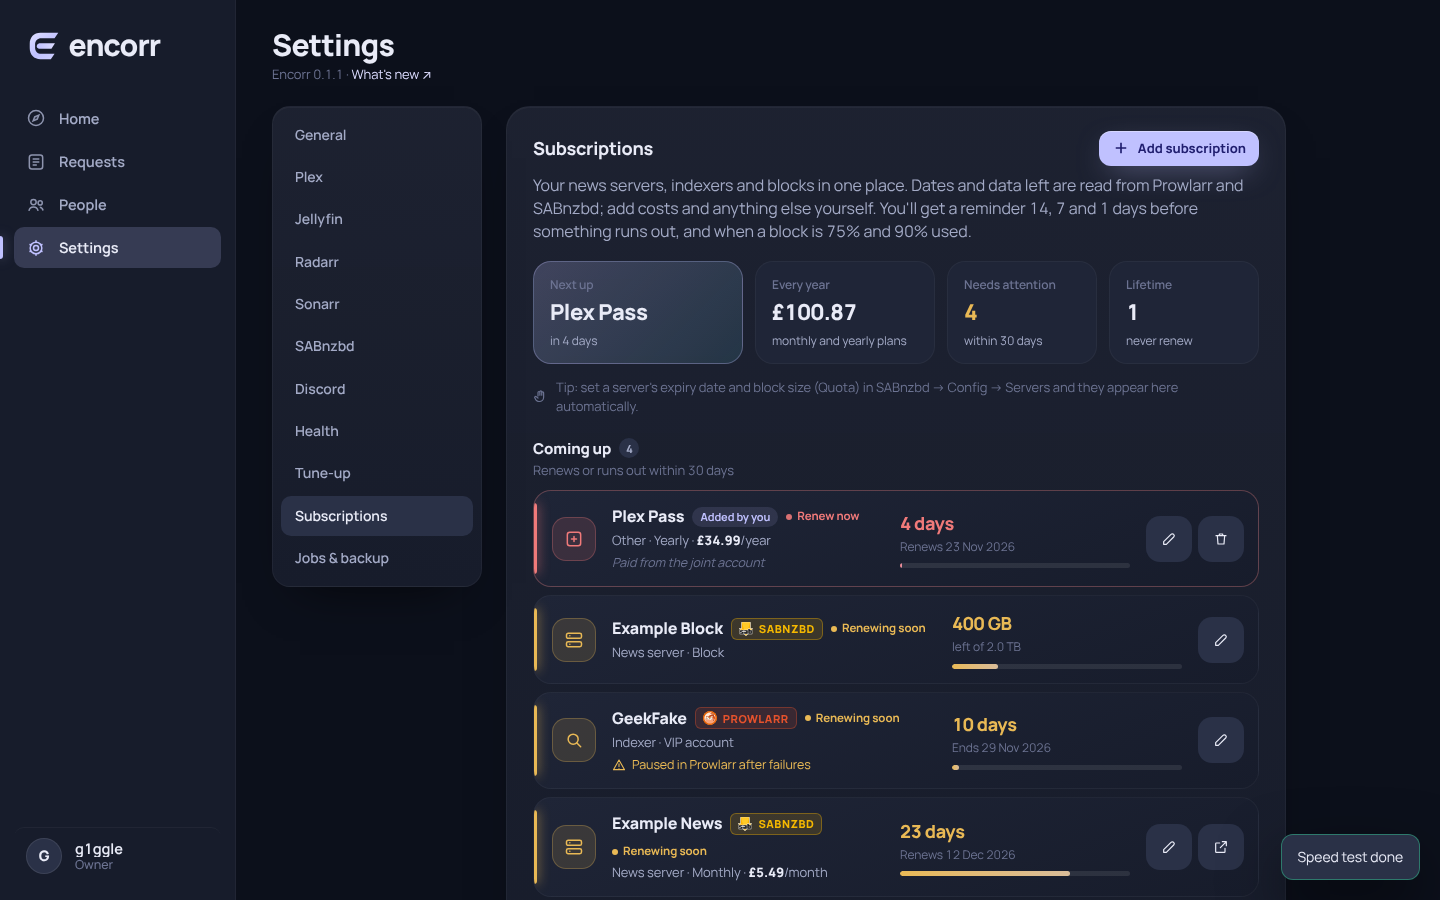 encorr
Home
Requests
People
Settings
G
g1ggle
Owner
Settings
Encorr 0.1.1 · What's new ↗
General
Plex
Jellyfin
Radarr
Sonarr
SABnzbd
Discord
Health
Tune-up
Subscriptions
Jobs & backup
Subscriptions
+ Add subscription
Your news servers, indexers and blocks in one place. Dates and data left are read from Prowlarr and
SABnzbd; add costs and anything else yourself. You'll get a reminder 14, 7 and 1 days before
something runs out, and when a block is 75% and 90% used.
Next up
Plex Pass
in 4 days
Every year
£100.87
monthly and yearly plans
Needs attention
4
within 30 days
Lifetime
1
never renew
Tip: set a server's expiry date and block size (Quota) in SABnzbd → Config → Servers and they appear here
automatically.
Coming up 4
Renews or runs out within 30 days
Plex Pass Added by you • Renew now
Other · Yearly · £34.99/year
Paid from the joint account
4 days
Renews 23 Nov 2026
Example Block SABNZBD • Renewing soon
News server · Block
400 GB
left of 2.0 TB
GeekFake PROWLARR • Renewing soon
Indexer · VIP account
Paused in Prowlarr after failures
10 days
Ends 29 Nov 2026
Example News SABNZBD
• Renewing soon
News server · Monthly · £5.49/month
23 days
Renews 12 Dec 2026
Speed test done